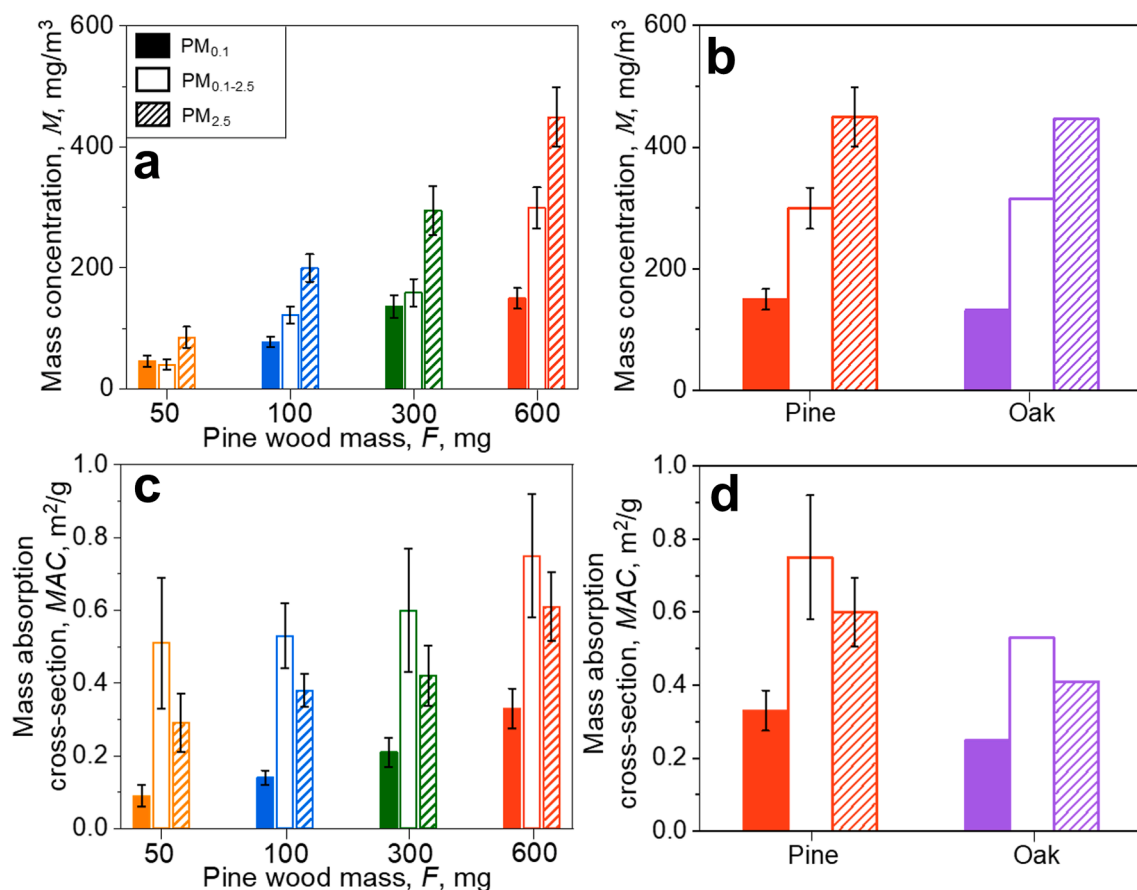 a
Mass concentration, M, mg/m³
600
400
200
0
PM0.1
PM0.1-2.5
PM2.5
50
100
300
600
Pine wood mass, F, mg
b
Mass concentration, M, mg/m³
600
450
300
150
0
Pine
Oak
c
Mass absorption
cross-section, MAC, m²/g
1.0
0.8
0.6
0.4
0.2
0.0
50
100
300
600
Pine wood mass, F, mg
d
Mass absorption
cross-section, MAC, m²/g
1.0
0.8
0.6
0.4
0.2
0.0
Pine
Oak